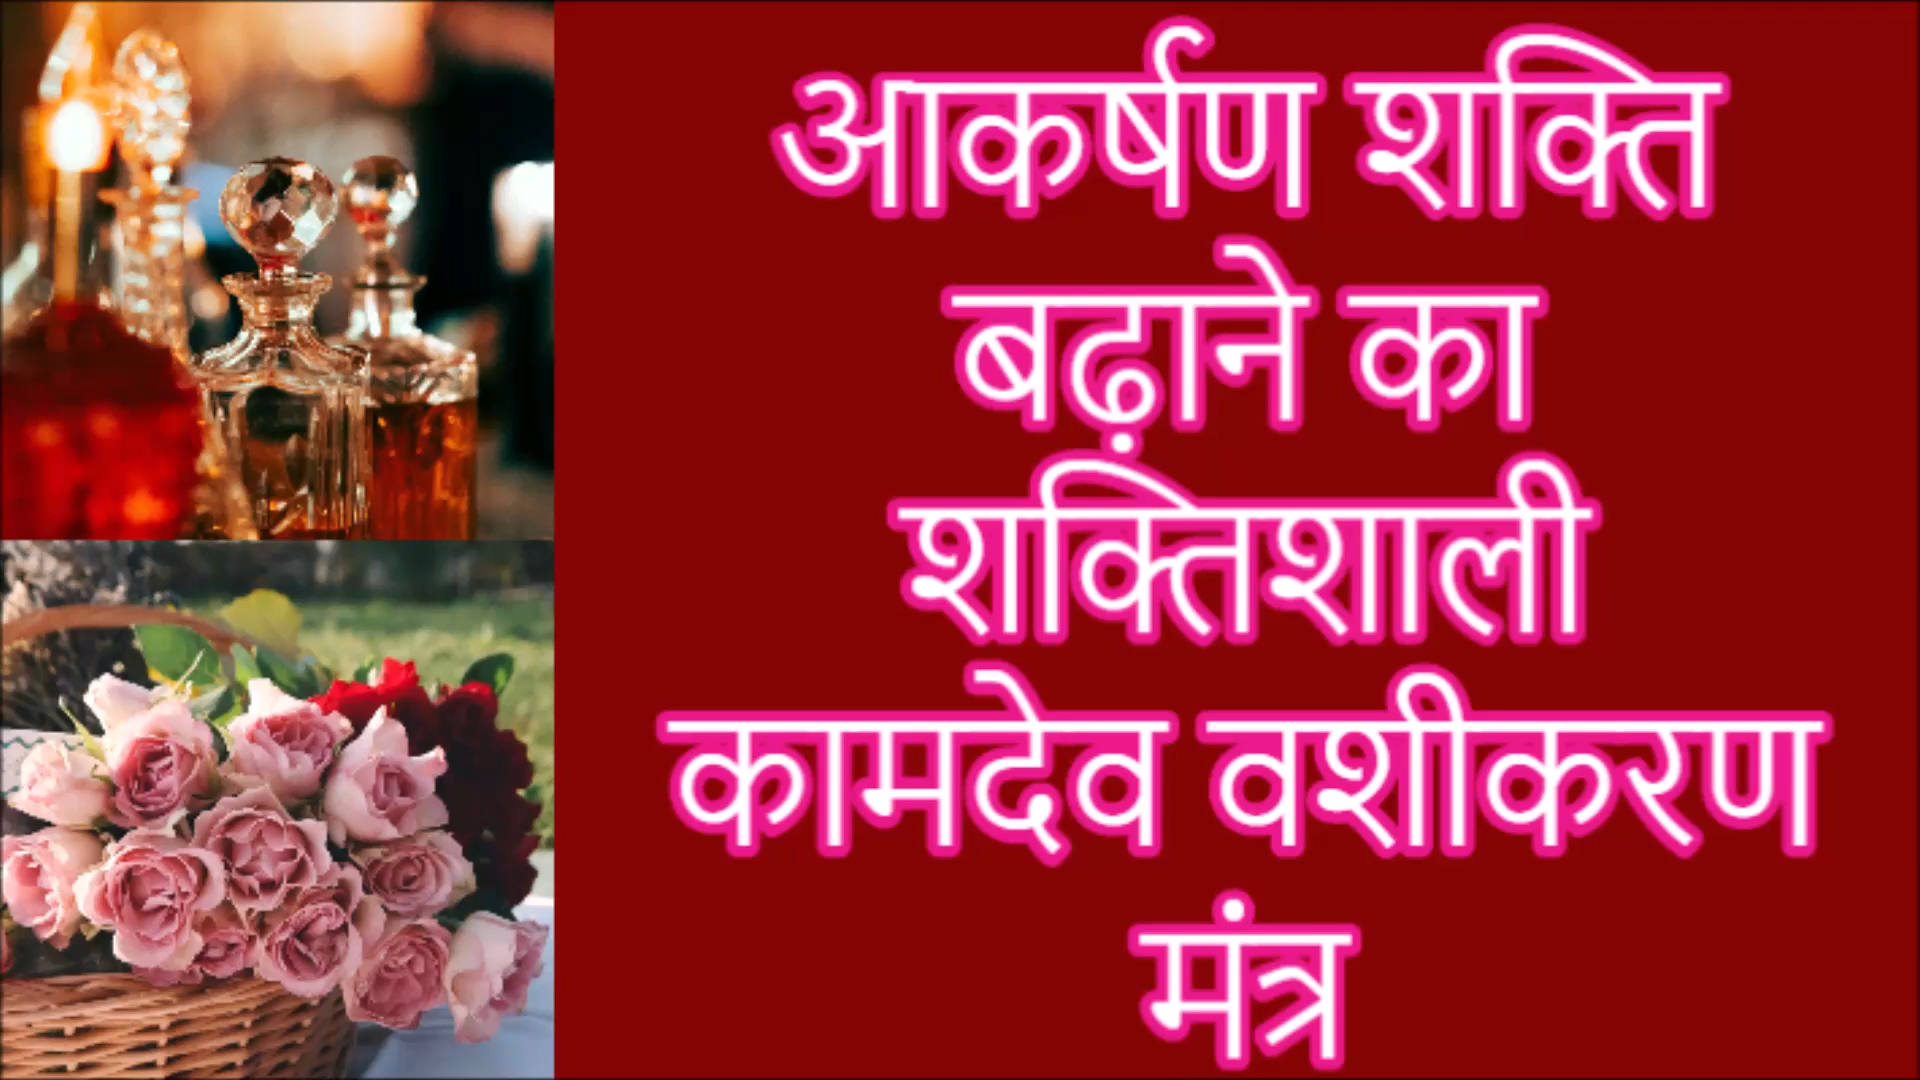 आकर्षण शक्ति
बढ़ाने का
शक्तिशाली
कामदेव वशीकरण
मंत्र